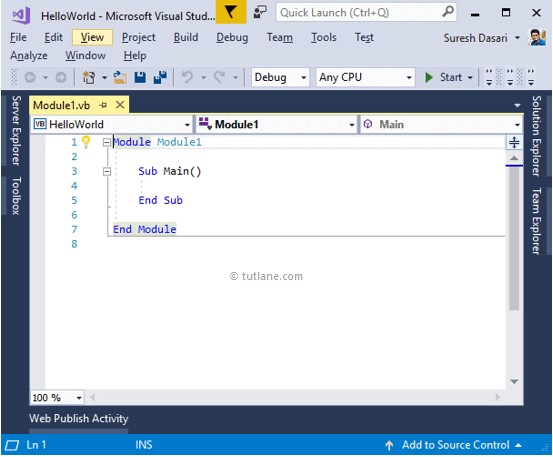 HelloWorld - Microsoft Visual Stud...
Quick Launch (Ctrl+Q)
File Edit View Project Build Debug Team Tools Test
Suresh Dasari
Analyze Window Help
Debug Any CPU Start
Server Explorer
Toolbox
Solution Explorer
Team Explorer
Module1.vb
VB HelloWorld Module1 Main
1 Module Module1
2
3 Sub Main()
4
5 End Sub
6
7 End Module
8
© tutlane.com
100 %
Web Publish Activity
Ln 1 INS Add to Source Control